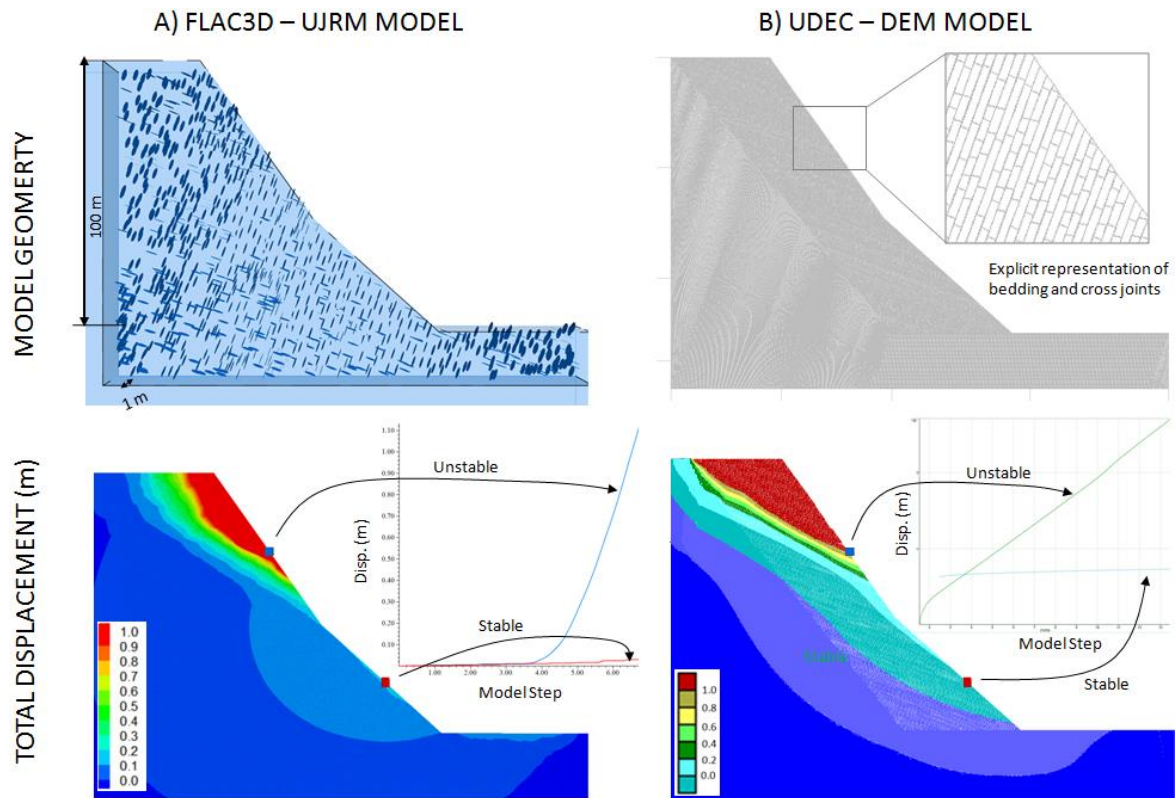 A) FLAC3D – UJRM MODEL
B) UDEC – DEM MODEL
MODEL GEOMERTY
100 m
1 m
Explicit representation of
bedding and cross joints
TOTAL DISPLACEMENT (m)
1.10
1.00
0.90
0.80
0.70
0.60
0.50
0.40
0.30
0.20
0.10
1.00
2.00
3.00
4.00
5.00
6.00
Disp. (m)
Model Step
Unstable
Stable
1.0
0.9
0.8
0.7
0.6
0.5
0.4
0.3
0.2
0.1
0.0
Unstable
Disp. (m)
Model Step
Stable
Stable
1.0
0.8
0.6
0.4
0.2
0.0